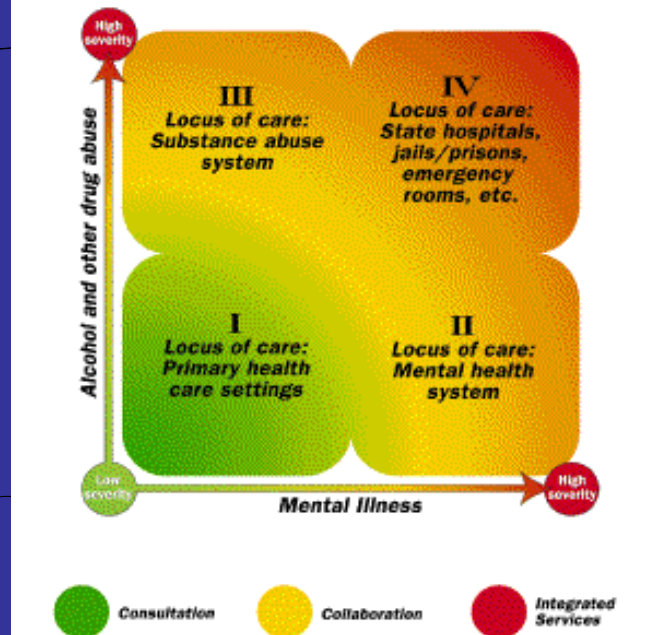 High
severity
Alcohol and other drug abuse
III
Locus of care:
Substance abuse
system
IV
Locus of care:
State hospitals,
jails/prisons,
emergency
rooms, etc.
I
Locus of care:
Primary health
care settings
II
Locus of care:
Mental health
system
Low
severity
Mental Illness
High
severity
Consultation
Collaboration
Integrated
Services